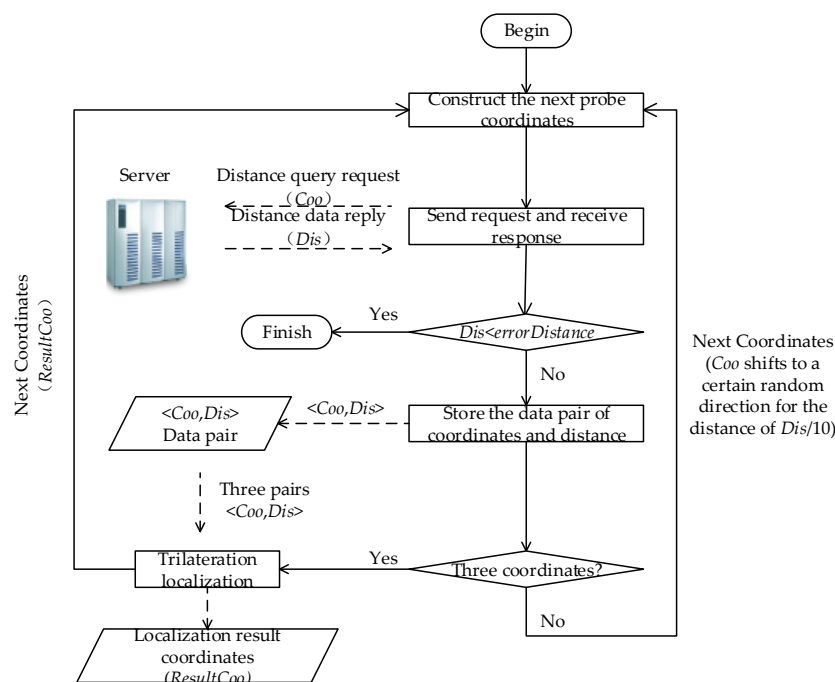 Begin
Construct the next probe
coordinates
Server
Distance query request
（Coo）
Distance data reply
（Dis）
Send request and receive
response
Yes
Finish
Dis<errorDistance
No
Next Coordinates
（ResultCoo）
Next Coordinates
(Coo shifts to a
certain random
direction for the
distance of Dis/10)
<Coo,Dis>
Data pair
<Coo,Dis>
Store the data pair of
coordinates and distance
Three pairs
<Coo,Dis>
Trilateration
localization
Yes
Three coordinates?
No
Localization result
coordinates
(ResultCoo)